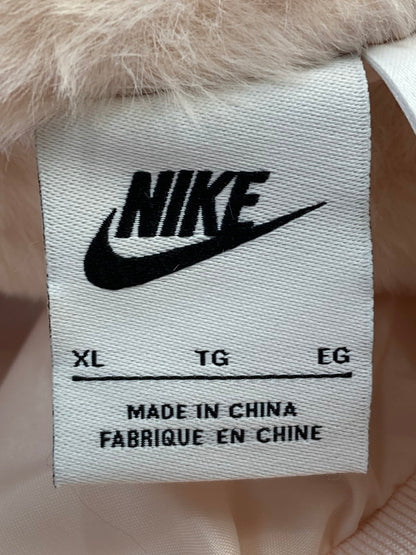 NIKE
XL TG EG
MADE IN CHINA
FABRIQUE EN CHINE